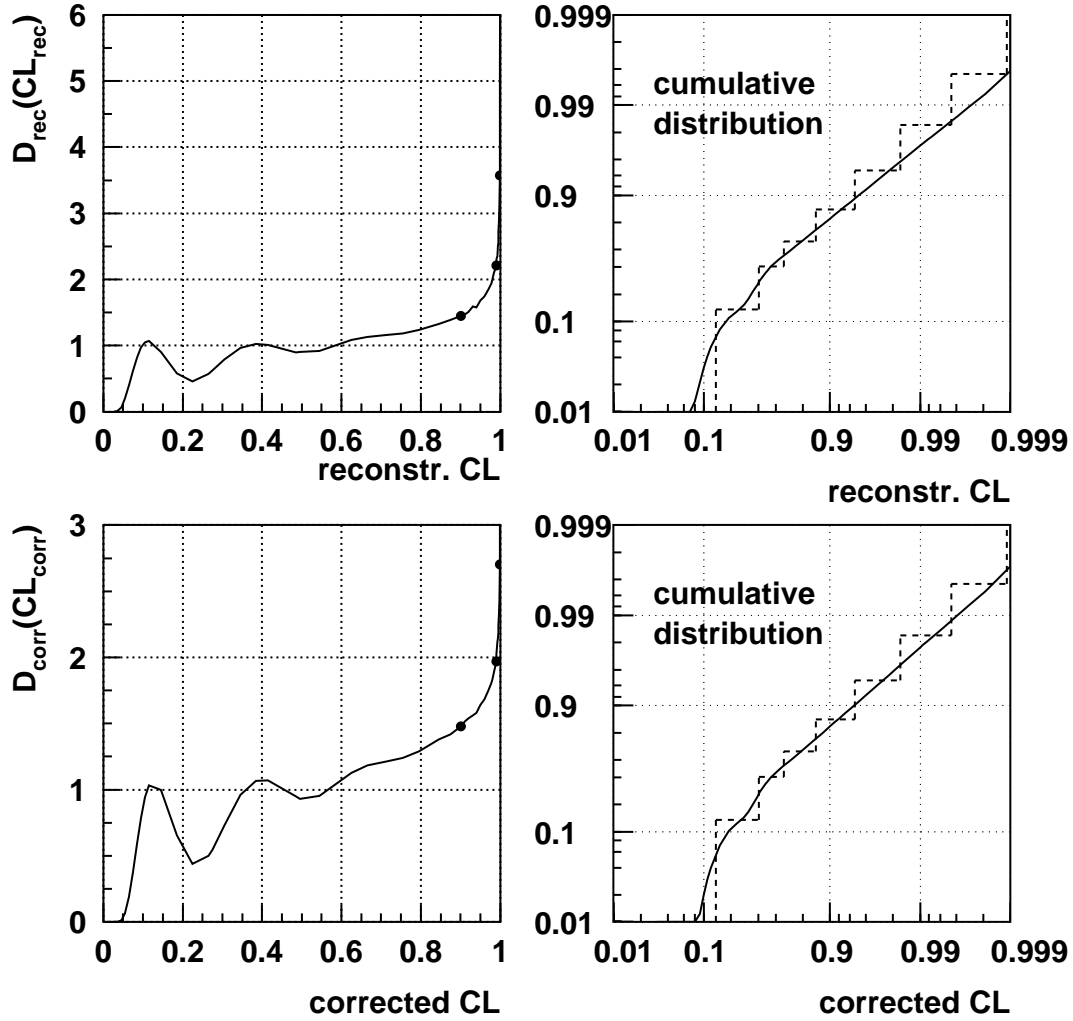 D_rec(CL_rec)
6
5
4
3
2
1
0
0 0.2 0.4 0.6 0.8 1
reconstr. CL
cumulative
distribution
0.999
0.99
0.9
0.1
0.01
0.01 0.1 0.9 0.99 0.999
reconstr. CL
D_corr(CL_corr)
3
2
1
0
0 0.2 0.4 0.6 0.8 1
corrected CL
cumulative
distribution
0.999
0.99
0.9
0.1
0.01
0.01 0.1 0.9 0.99 0.999
corrected CL